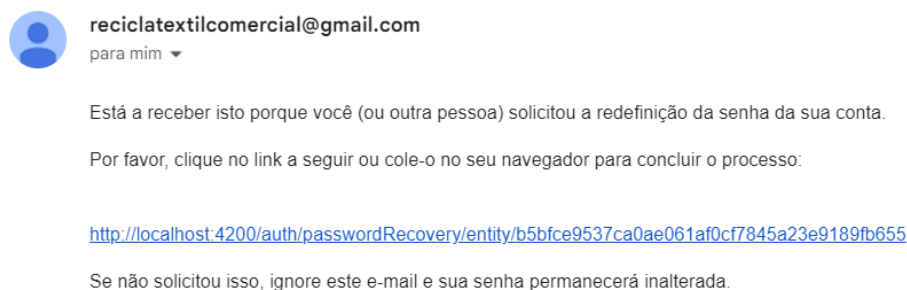 reciclatextilcomercial@gmail.com
para mim
Está a receber isto porque você (ou outra pessoa) solicitou a redefinição da senha da sua conta.
Por favor, clique no link a seguir ou cole-o no seu navegador para concluir o processo:
http://localhost:4200/auth/passwordRecovery/entity/b5bfce9537ca0ae061af0cf7845a23e9189fb655
Se não solicitou isso, ignore este e-mail e sua senha permanecerá inalterada.